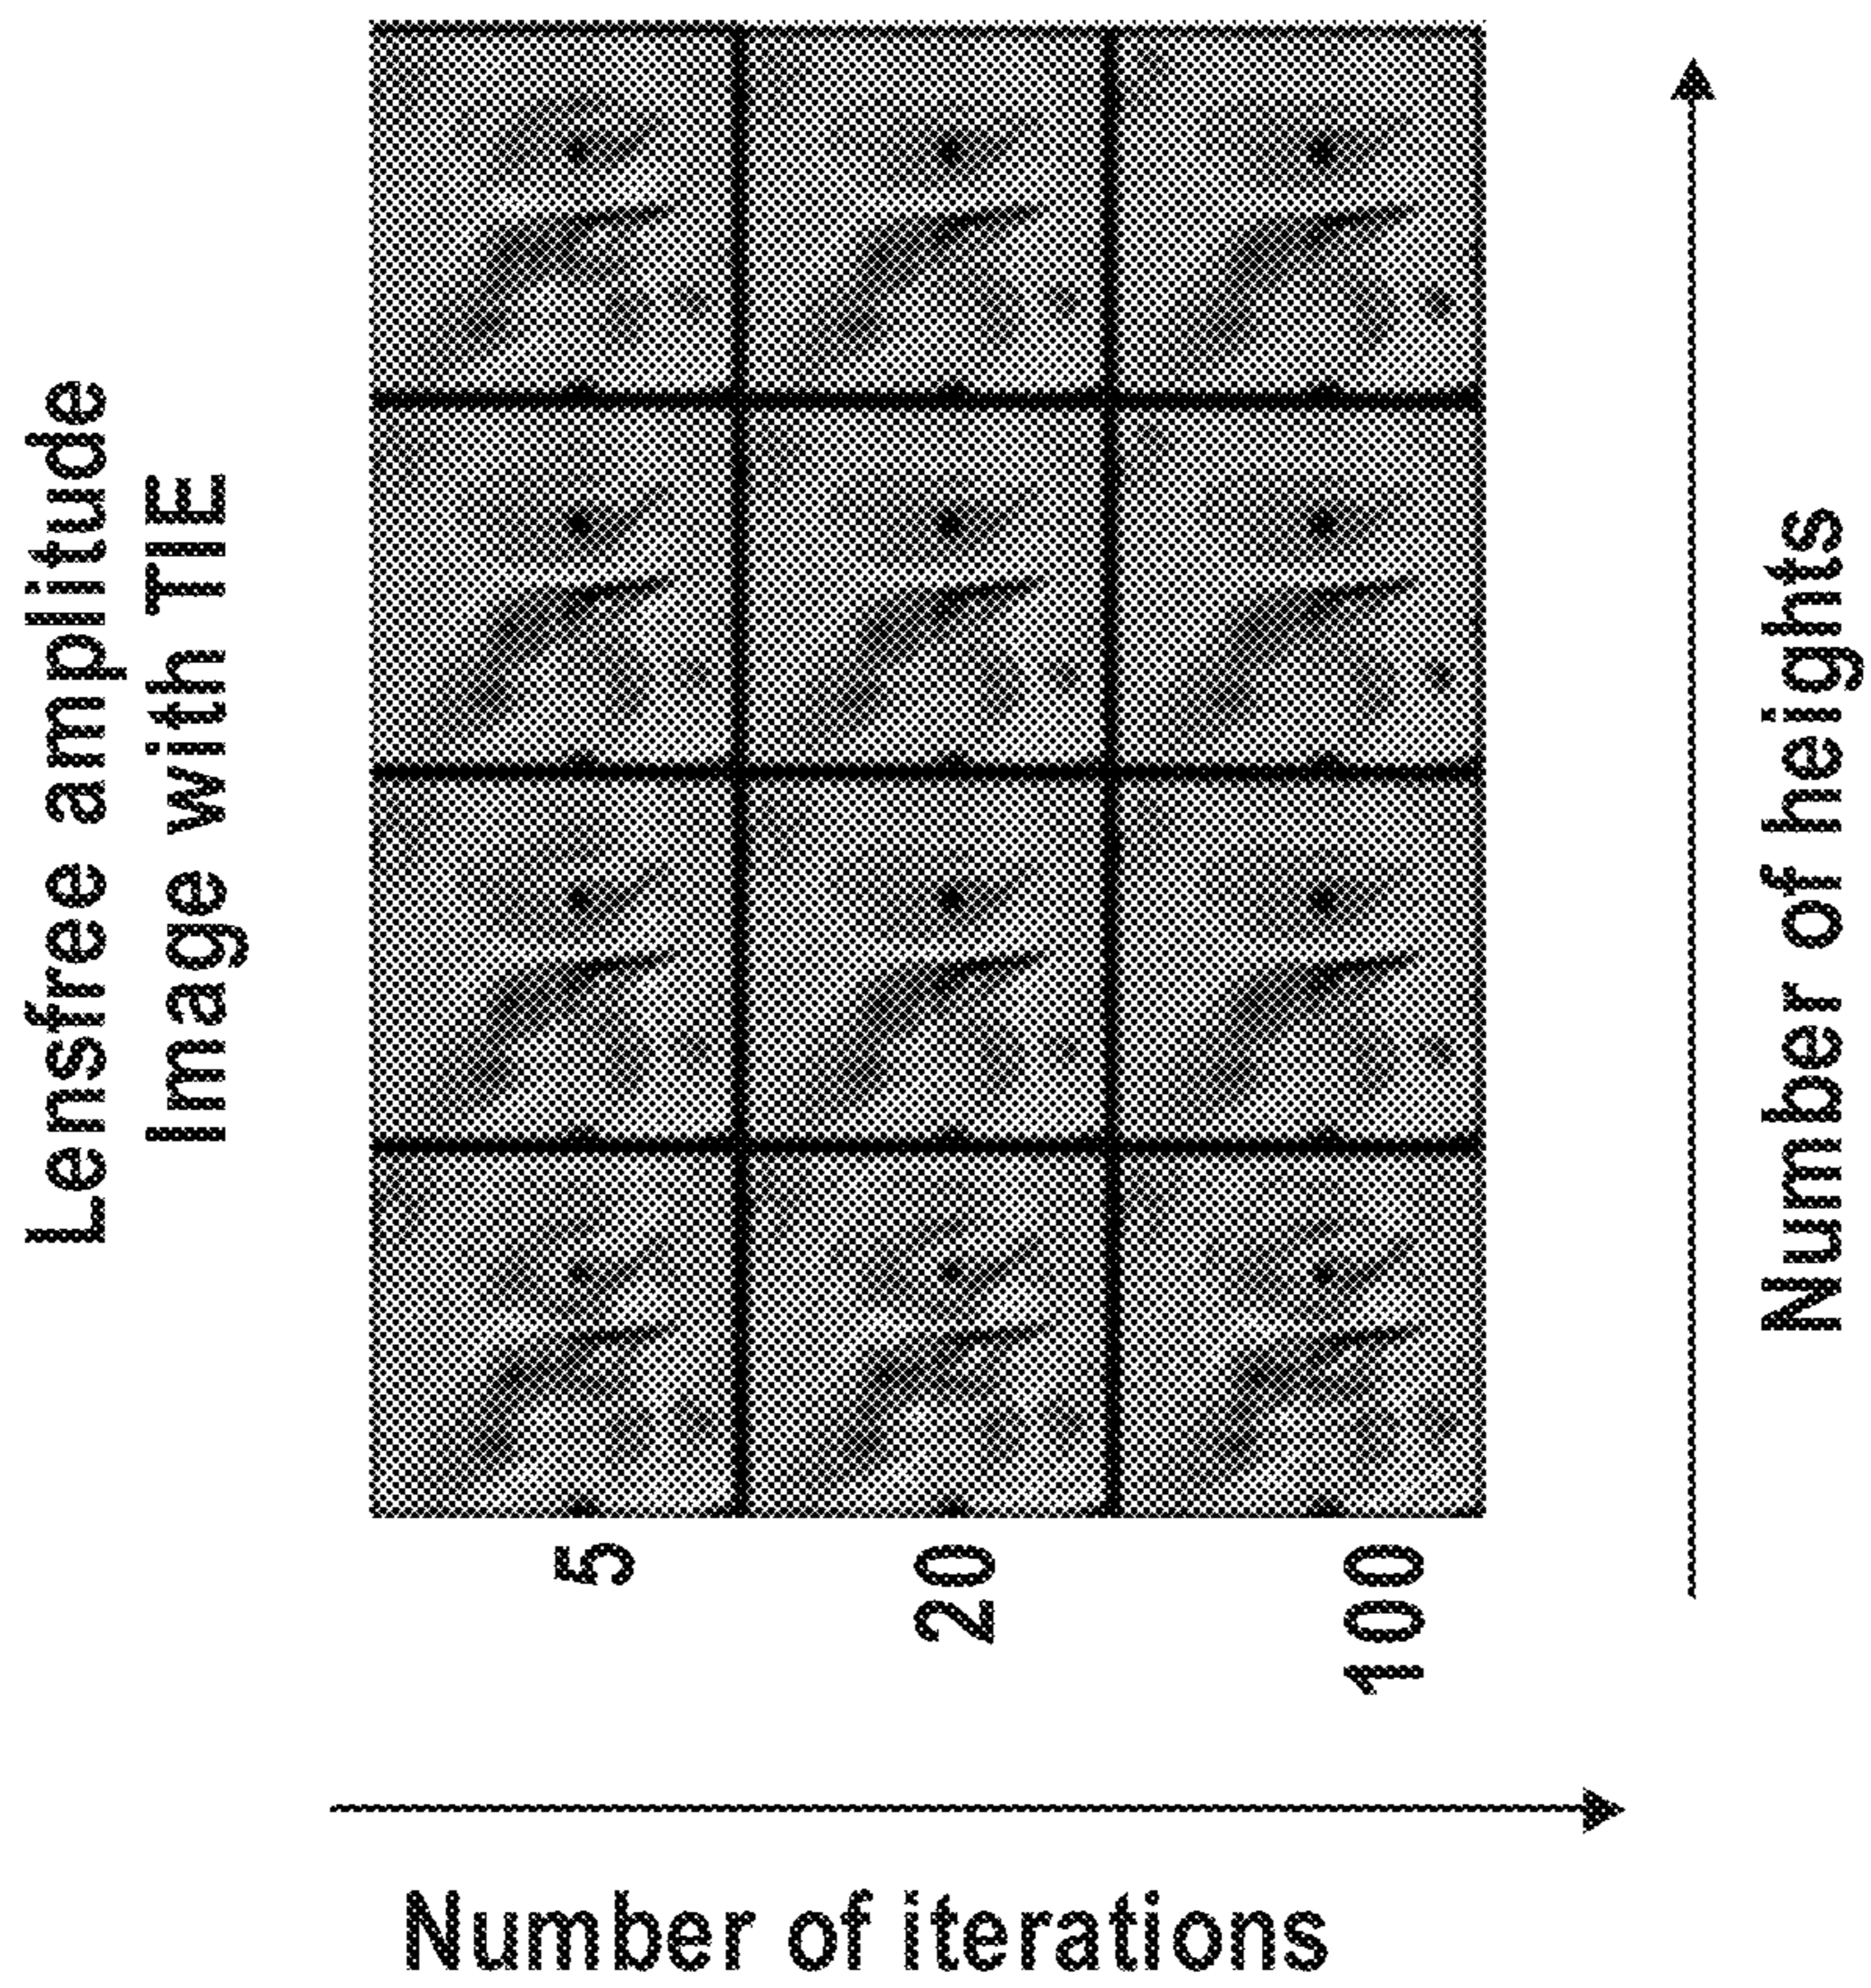 Lensfree amplitude
Image with TIE
5
20
100
Number of heights
Number of iterations